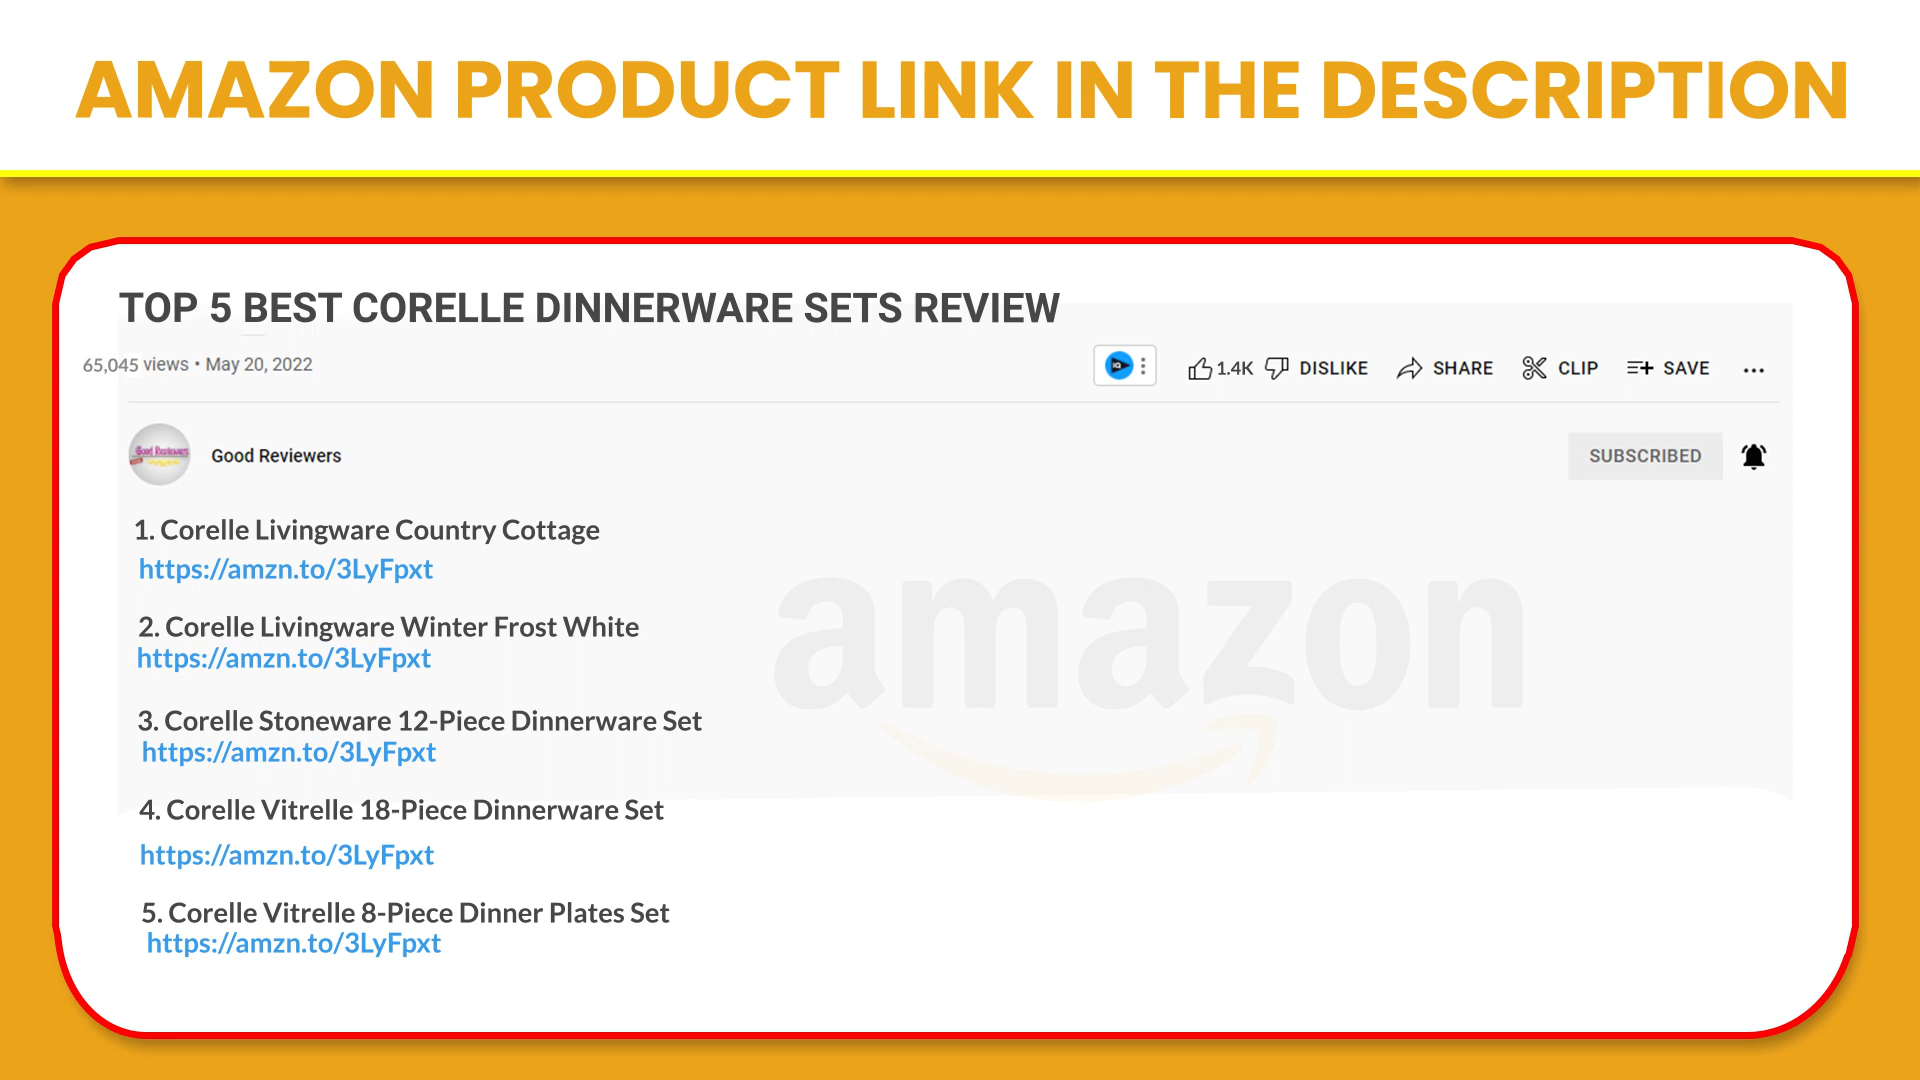 AMAZON PRODUCT LINK IN THE DESCRIPTION
TOP 5 BEST CORELLE DINNERWARE SETS REVIEW
65,045 views • May 20, 2022
1.4K DISLIKE SHARE CLIP SAVE ...
Good Reviewers
Good Reviewers
SUBSCRIBED
1. Corelle Livingware Country Cottage
https://amzn.to/3LyFpxt
2. Corelle Livingware Winter Frost White
https://amzn.to/3LyFpxt
3. Corelle Stoneware 12-Piece Dinnerware Set
https://amzn.to/3LyFpxt
4. Corelle Vitrelle 18-Piece Dinnerware Set
https://amzn.to/3LyFpxt
5. Corelle Vitrelle 8-Piece Dinner Plates Set
https://amzn.to/3LyFpxt
amazon